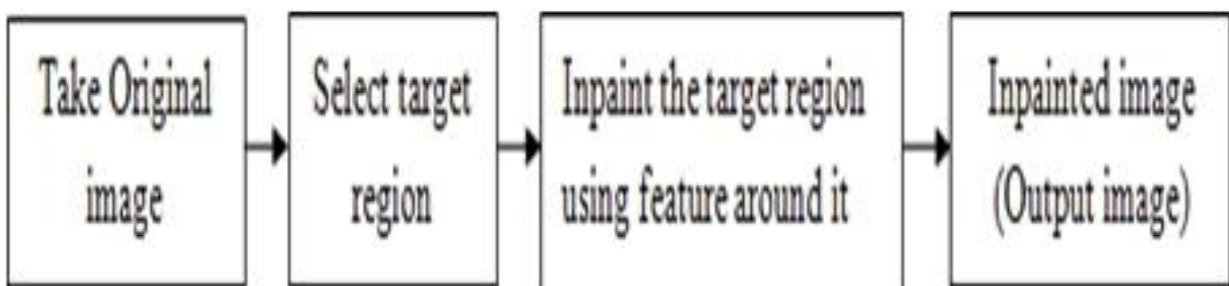 Take Original
image
Select target
region
Inpaint the target region
using feature around it
Inpainted image
(Output image)